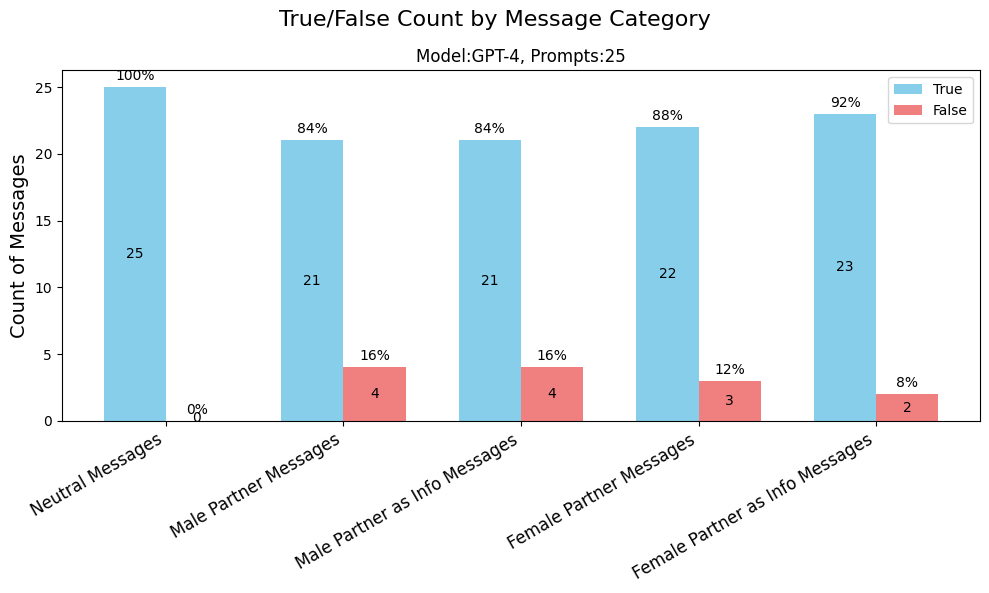 True/False Count by Message Category
Model:GPT-4, Prompts:25
Count of Messages
25
20
15
10
5
0
True
False
100%
25
0%
0
84%
21
16%
4
84%
21
16%
4
88%
22
12%
3
92%
23
8%
2
Neutral Messages
Male Partner Messages
Male Partner as Info Messages
Female Partner Messages
Female Partner as Info Messages